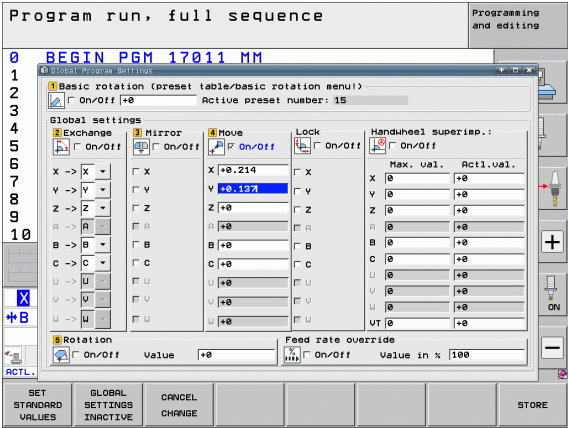 Program run, full sequence
Programming and editing
0 BEGIN PGM 17011 MM
1
2
3
4
5
6
7
8
9
10
Global Program Settings
1 Basic rotation (preset table/basic rotation menu!)
On/Off +0 Active preset number: 15
Global settings
2 Exchange 3 Mirror 4 Move Lock Handwheel superimp.:
On/Off On/Off On/Off On/Off On/Off
Max. val. Actl.val.
X -> X X X +0.214 X X 0 +0
Y -> Y Y Y +0.137 Y Y 0 +0
Z -> Z Z Z +0 Z Z 0 +0
A -> A A A +0 A A 0 +0
B -> B B B +0 B B 0 +0
C -> C C C +0 C C 0 +0
U -> U U U +0 U U 0 +0
V -> V V V +0 V V 0 +0
W -> W W W +0 W W 0 +0
VT 0 +0
5 Rotation Feed rate override
On/Off Value +0 On/Off Value in % 100
X
B
ACTL.
ON
SET STANDARD VALUES
GLOBAL SETTINGS INACTIVE
CANCEL CHANGE
STORE